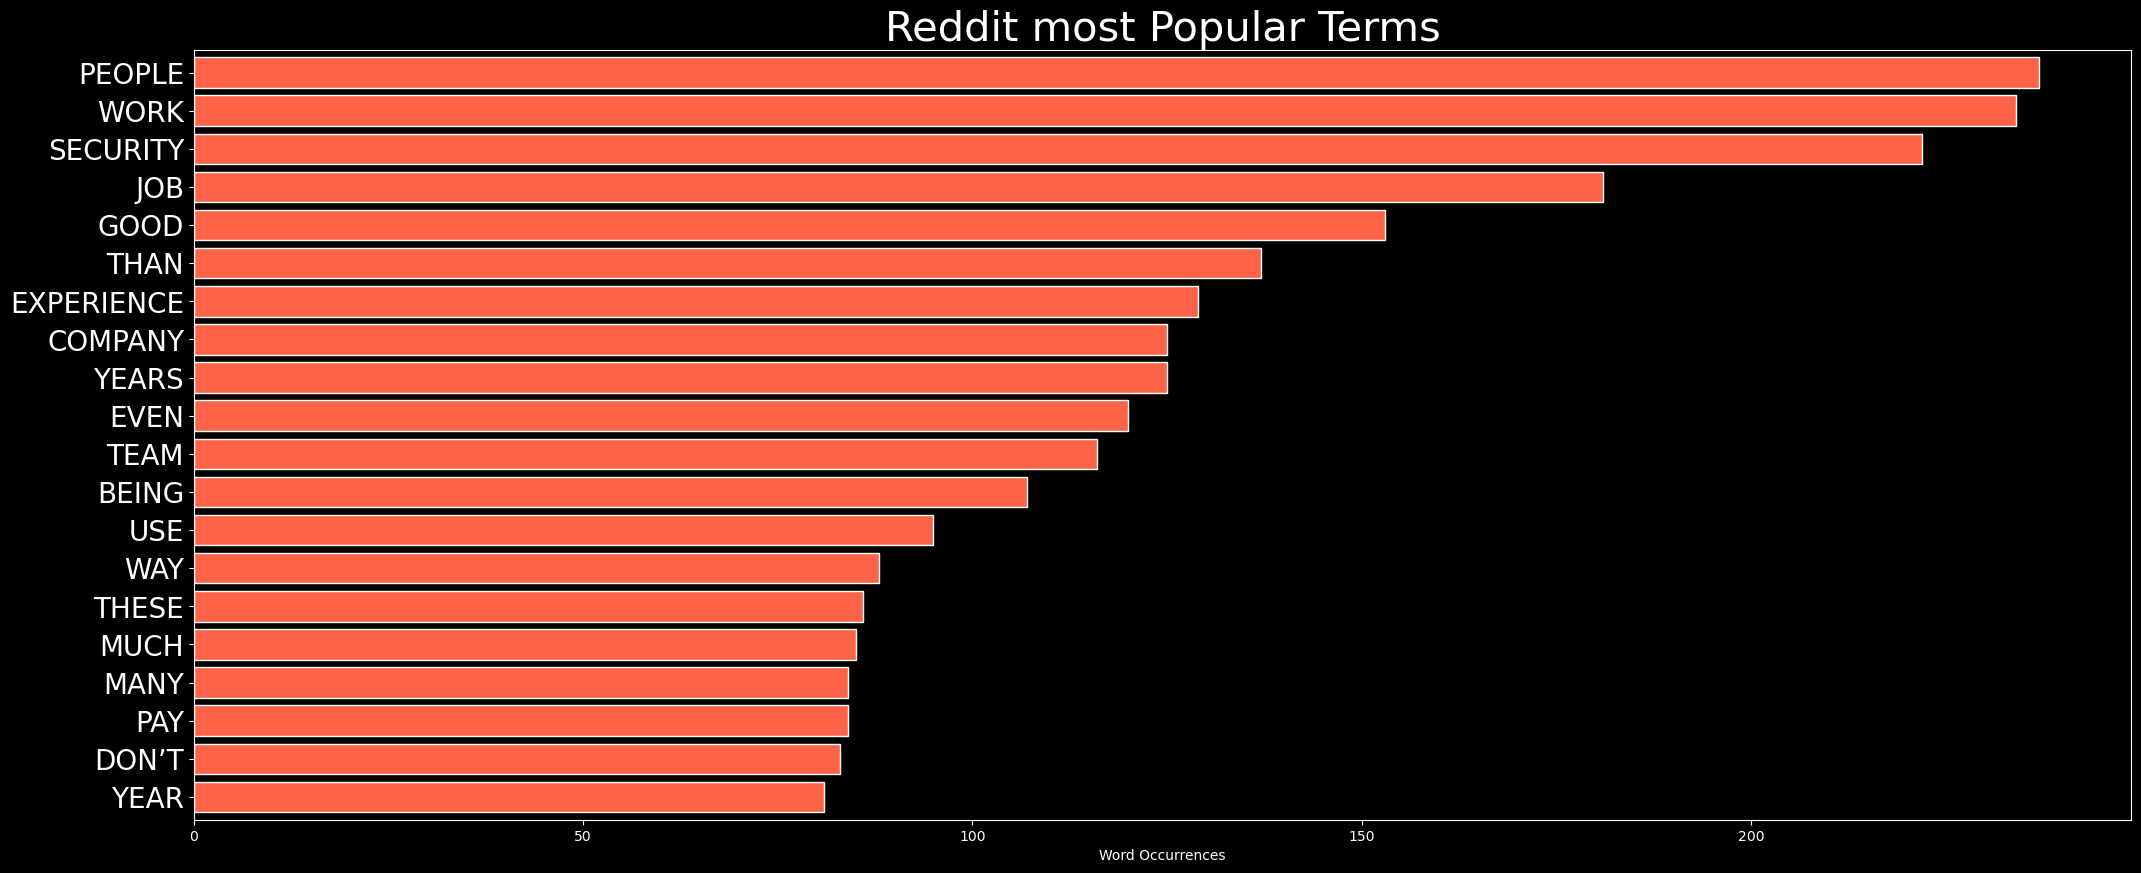 Reddit most Popular Terms
PEOPLE
WORK
SECURITY
JOB
GOOD
THAN
EXPERIENCE
COMPANY
YEARS
EVEN
TEAM
BEING
USE
WAY
THESE
MUCH
MANY
PAY
DON’T
YEAR
0 50 100 150 200
Word Occurrences